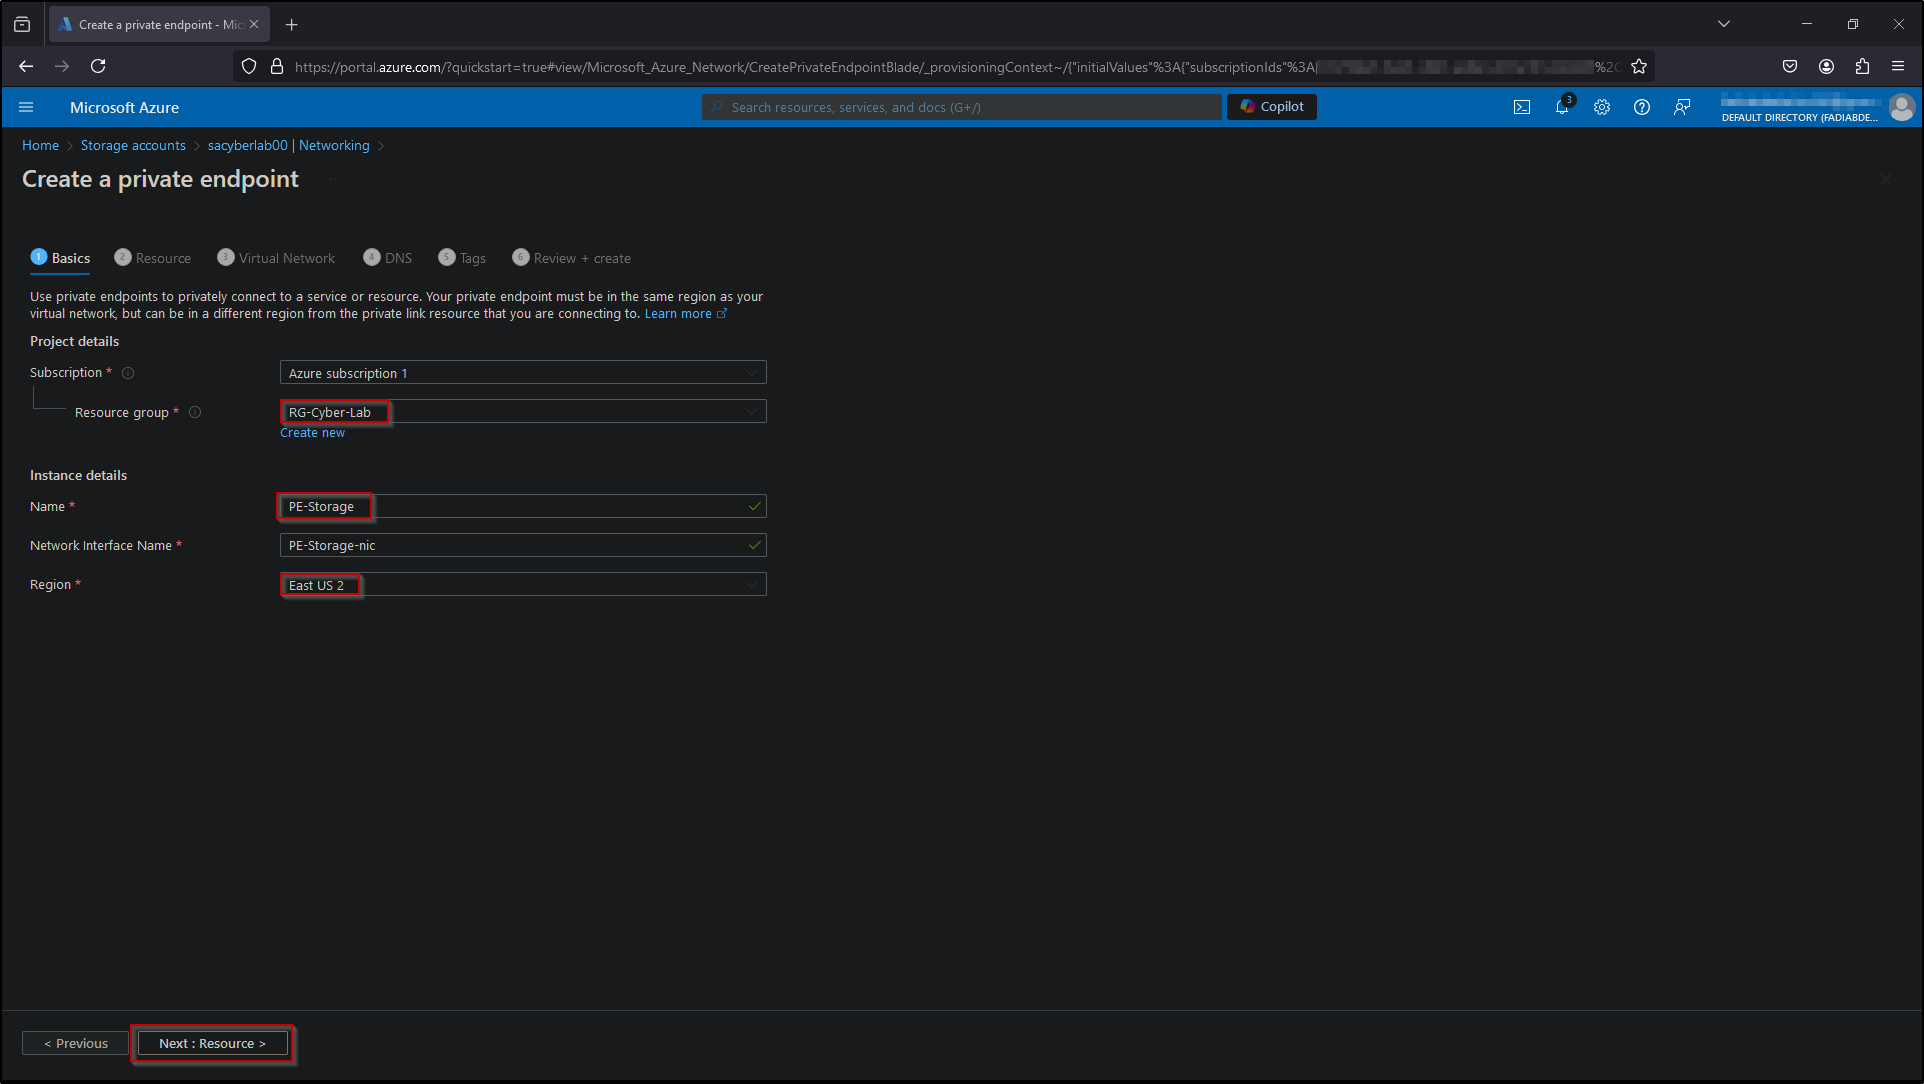 Create a private endpoint - Mic
https://portal.azure.com/?quickstart=true#view/Microsoft_Azure_Network/CreatePrivateEndpointBlade/_provisioningContext~/{"initialValues"%3A{"subscriptionIds"%3A[ %2C
Microsoft Azure
Search resources, services, and docs (G+/)
Copilot
3
DEFAULT DIRECTORY (FADIABDE...
Home > Storage accounts > sacyberlab00 | Networking >
Create a private endpoint ...
1 Basics 2 Resource 3 Virtual Network 4 DNS 5 Tags 6 Review + create
Use private endpoints to privately connect to a service or resource. Your private endpoint must be in the same region as your
virtual network, but can be in a different region from the private link resource that you are connecting to. Learn more
Project details
Subscription *
Azure subscription 1
Resource group *
RG-Cyber-Lab
Create new
Instance details
Name *
PE-Storage
Network Interface Name *
PE-Storage-nic
Region *
East US 2
< Previous
Next : Resource >